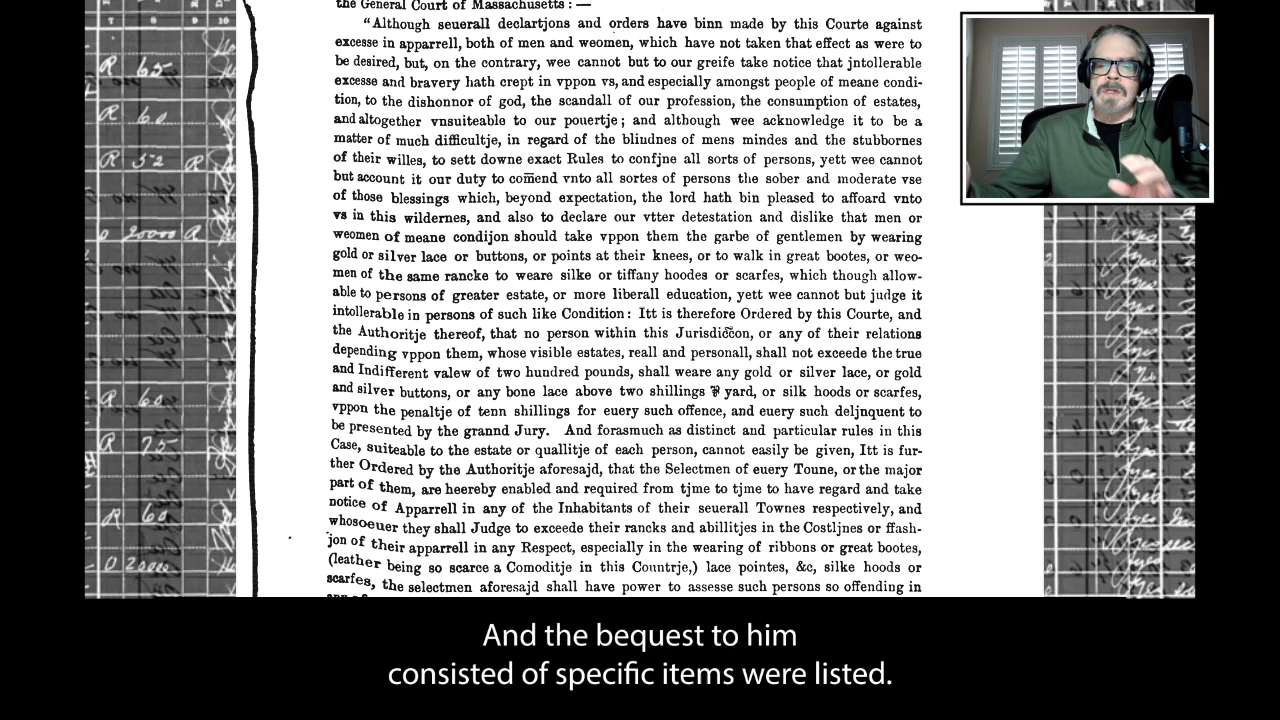 the General Court of Massachusetts : —
“Although seuerall declartjons and orders have binn made by this Courte against
excesse in apparrell, both of men and weomen, which have not taken that effect as were to
be desired, but, on the contrary, wee cannot but to our greife take notice that jntollerable
excesse and bravery hath crept in vppon vs, and especially amongst people of meane condi-
tion, to the dishonnor of god, the scandall of our profession, the consumption of estates,
and altogether vnsuiteable to our pouertje ; and although wee acknowledge it to be a
matter of much difficultje, in regard of the bliudnes of mens mindes and the stubbornes
of their willes, to sett downe exact Rules to confjne all sorts of persons, yett wee cannot
but account it our duty to com̄end vnto all sortes of persons the sober and moderate vse
of those blessings which, beyond expectation, the lord hath bin pleased to affoard vnto
vs in this wildernes, and also to declare our vtter detestation and dislike that men or
weomen of meane condijon should take vppon them the garbe of gentlemen by wearing
gold or silver lace or buttons, or points at their knees, or to walk in great bootes, or weo-
men of the same rancke to weare silke or tiffany hoodes or scarfes, which though allow-
able to persons of greater estate, or more liberall education, yett wee cannot but judge it
intollerable in persons of such like Condition : Itt is therefore Ordered by this Courte, and
the Authoritje thereof, that no person within this Jurisdic̃con, or any of their relations
depending vppon them, whose visible estates, reall and personall, shall not exceede the true
and Indifferent valew of two hundred pounds, shall weare any gold or silver lace, or gold
and silver buttons, or any bone lace above two shillings ⅌ yard, or silk hoods or scarfes,
vppon the penaltje of tenn shillings for euery such offence, and euery such deljnquent to
be presented by the grannd Jury. And forasmuch as distinct and particular rules in this
Case, suiteable to the estate or quallitje of each person, cannot easily be given, Itt is fur-
ther Ordered by the Authoritje aforesajd, that the Selectmen of euery Toune, or the major
part of them, are heereby enabled and required from tjme to tjme to have regard and take
notice of Apparrell in any of the Inhabitants of their seuerall Townes respectively, and
whosoeuer they shall Judge to exceede their rancks and abillitjes in the Costljnes or ffash-
jon of their apparrell in any Respect, especially in the wearing of ribbons or great bootes,
(leather being so scarce a Comoditje in this Countrje,) lace pointes, &c, silke hoods or
scarfes, the selectmen aforesajd shall have power to assesse such persons so offending in
And the bequest to him
consisted of specific items were listed.
7 8 9 10
R 65
R 60
R 52 R
0 20000 R
R 60
R 75
R 60
O 20000